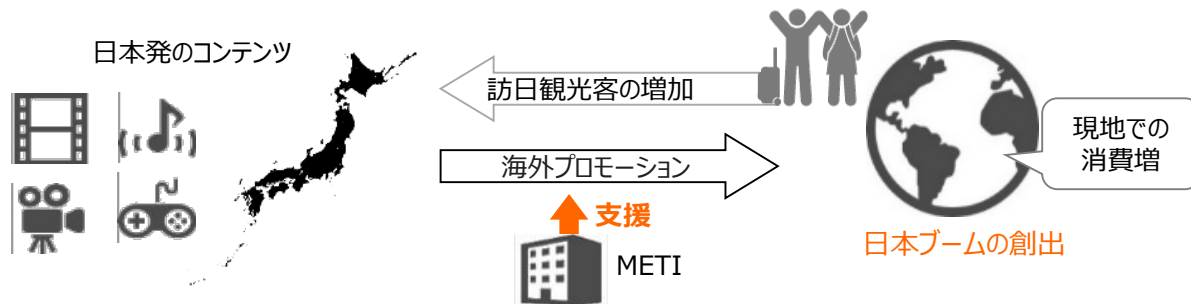 日本発のコンテンツ
訪日観光客の増加
海外プロモーション
支援
METI
現地での
消費増
日本ブームの創出